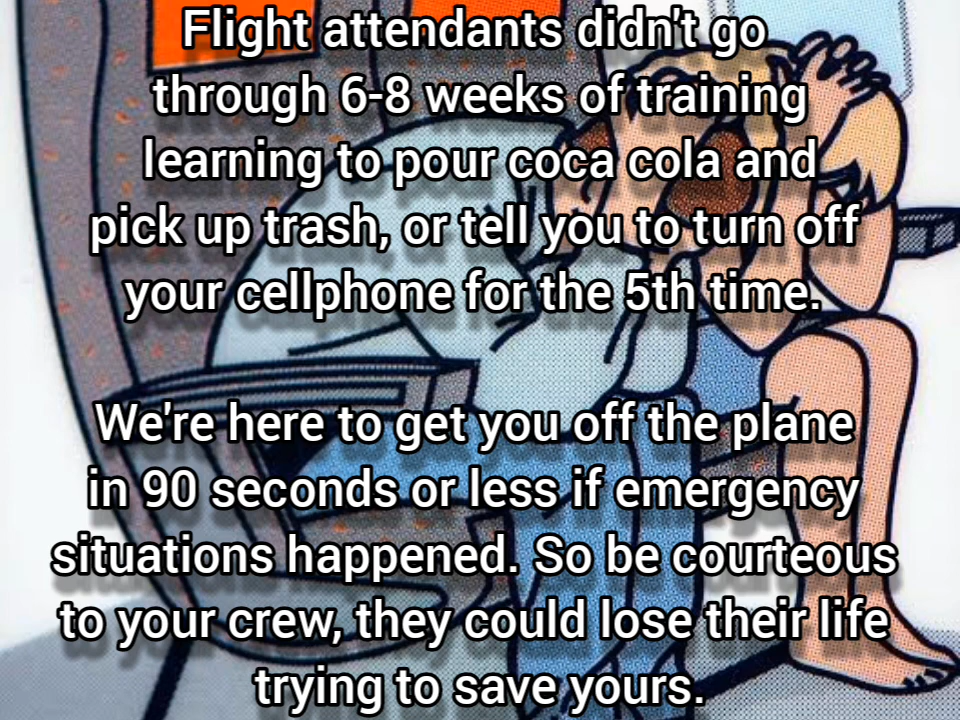 Flight attendants didn't go
through 6-8 weeks of training
learning to pour coca cola and
pick up trash, or tell you to turn off
your cellphone for the 5th time.
We're here to get you off the plane
in 90 seconds or less if emergency
situations happened. So be courteous
to your crew, they could lose their life
trying to save yours.